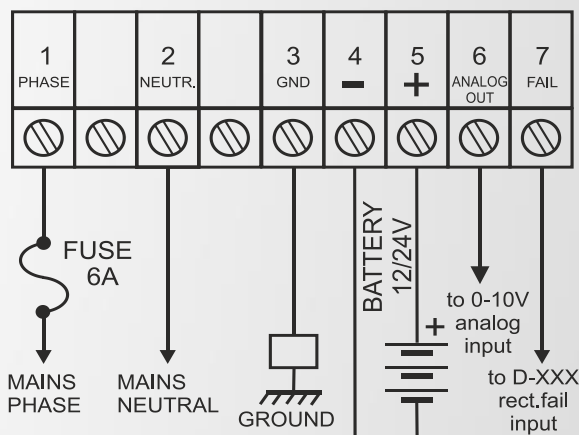 1 2 3 4 5 6 7
PHASE NEUTR. GND - + ANALOG OUT FAIL
FUSE
6A
BATTERY
12/24V
+
to 0-10V
analog
input
MAINS
PHASE
MAINS
NEUTRAL
GROUND
to D-XXX
rect.fail
input